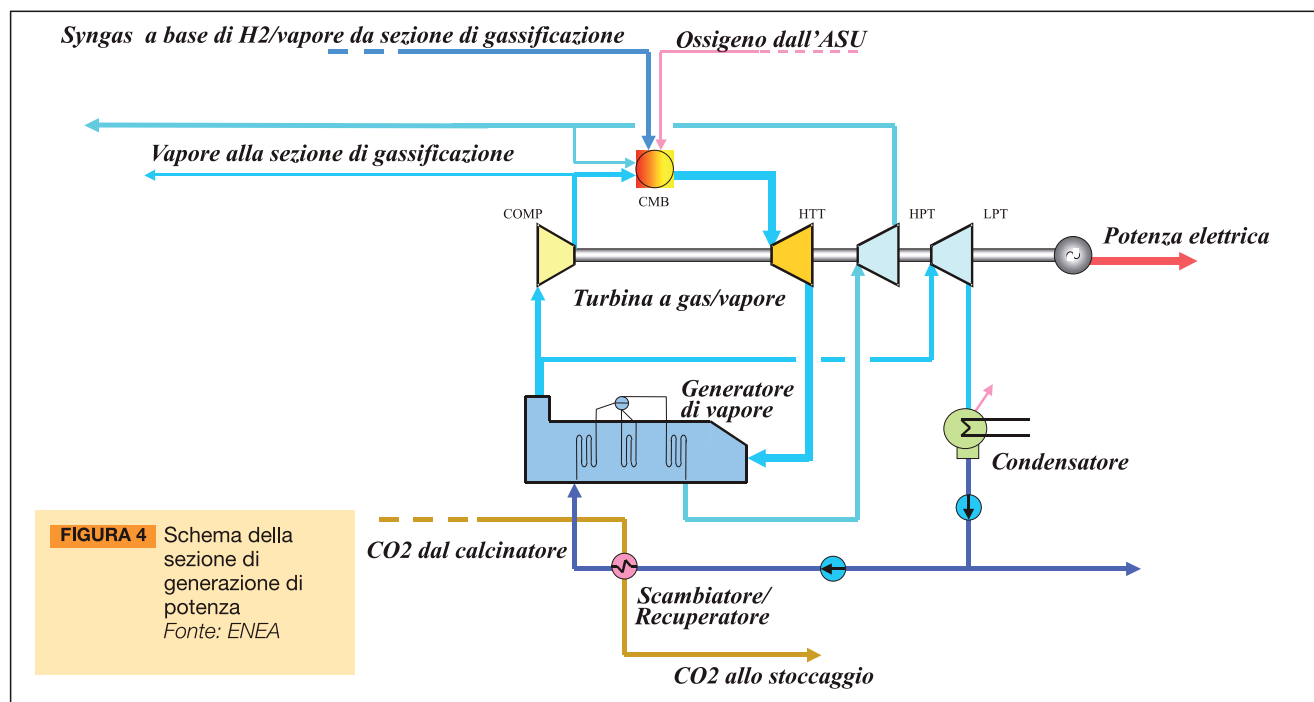 Syngas a base di H2/vapore da sezione di gassificazione
Ossigeno dall'ASU
Vapore alla sezione di gassificazione
CMB
COMP
HTT
HPT
LPT
Potenza elettrica
Turbina a gas/vapore
Generatore
di vapore
Condensatore
FIGURA 4 Schema della
sezione di
generazione di
potenza
Fonte: ENEA
CO2 dal calcinatore
Scambiatore/
Recuperatore
CO2 allo stoccaggio